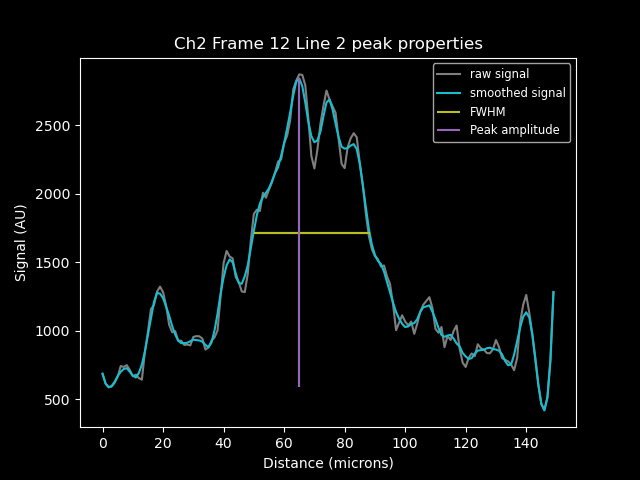 Ch2 Frame 12 Line 2 peak properties
raw signal
smoothed signal
FWHM
Peak amplitude
Signal (AU)
2500
2000
1500
1000
500
0 20 40 60 80 100 120 140
Distance (microns)